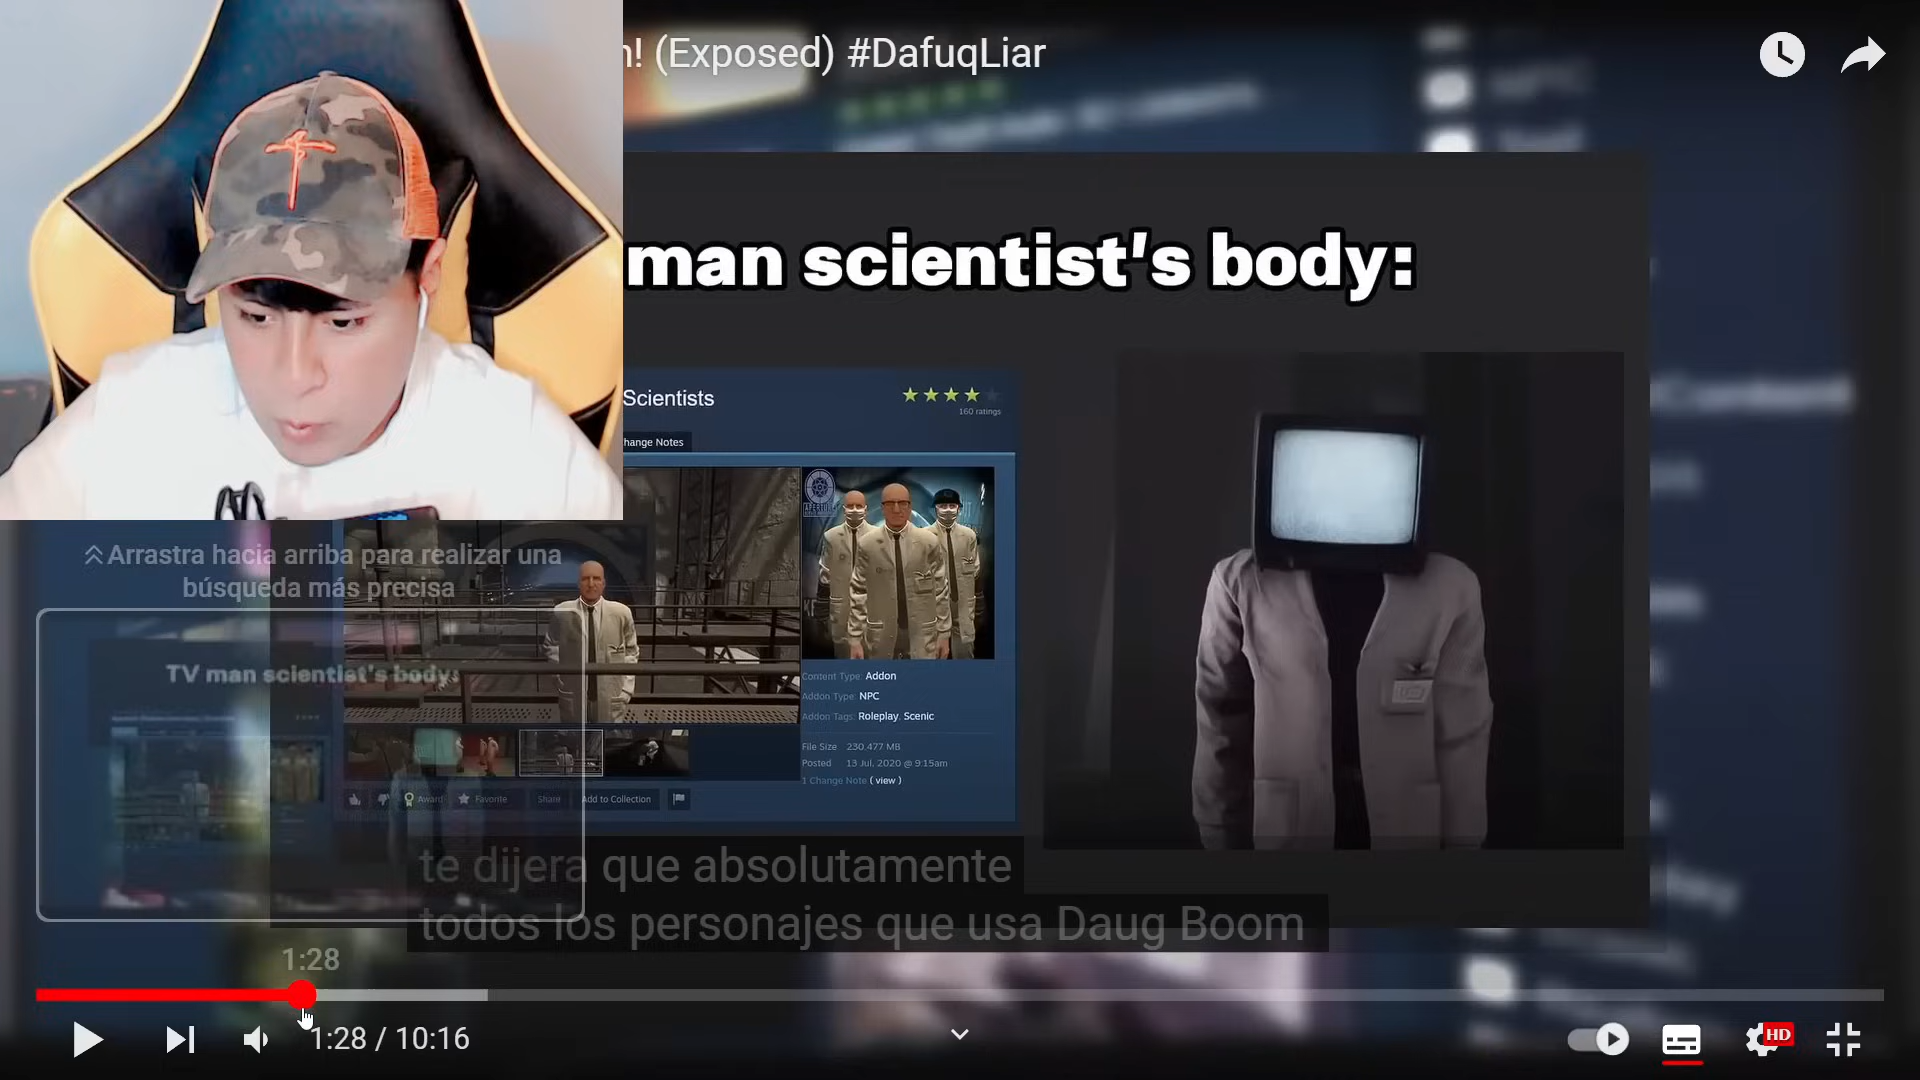 ! (Exposed) #DafuqLiar
man scientist's body:
Scientists
160 ratings
hange Notes
APERTURE
Arrastra hacia arriba para realizar una
búsqueda más precisa
TV man scientist's body:
Content Type: Addon
Addon Type: NPC
Addon Tags: Roleplay, Scenic
File Size 230.477 MB
Posted 13 Jul, 2020 @ 9:15am
1 Change Note ( view )
Award
Favorite
Share
Add to Collection
te dijera que absolutamente
todos los personajes que usa Daug Boom
1:28
1:28 / 10:16
HD